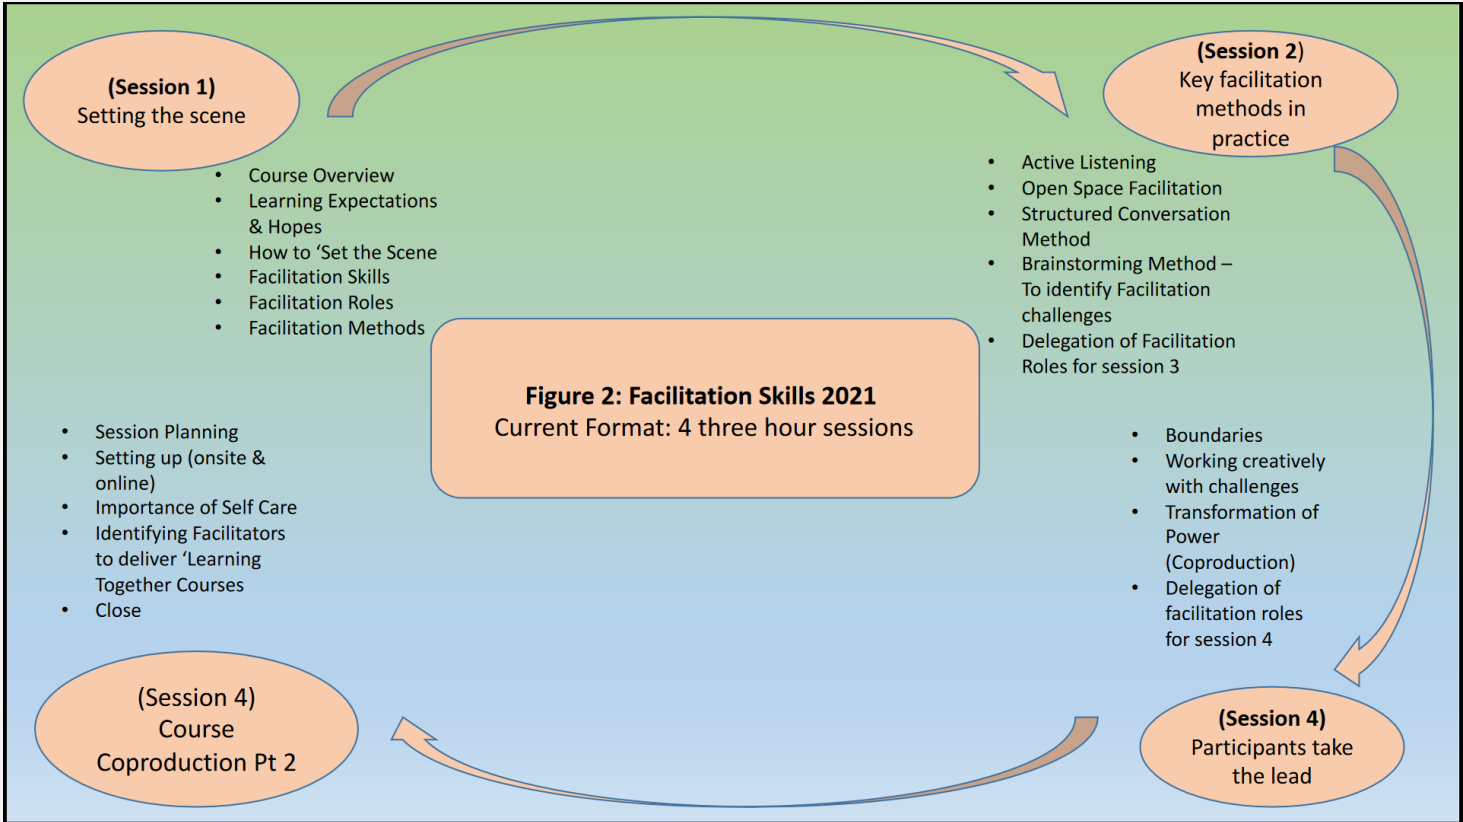 (Session 1)
Setting the scene
• Course Overview
• Learning Expectations
& Hopes
• How to ‘Set the Scene
• Facilitation Skills
• Facilitation Roles
• Facilitation Methods
(Session 2)
Key facilitation
methods in
practice
• Active Listening
• Open Space Facilitation
• Structured Conversation
Method
• Brainstorming Method –
To identify Facilitation
challenges
• Delegation of Facilitation
Roles for session 3
Figure 2: Facilitation Skills 2021
Current Format: 4 three hour sessions
• Boundaries
• Working creatively
with challenges
• Transformation of
Power
(Coproduction)
• Delegation of
facilitation roles
for session 4
(Session 4)
Participants take
the lead
• Session Planning
• Setting up (onsite &
online)
• Importance of Self Care
• Identifying Facilitators
to deliver ‘Learning
Together Courses
• Close
(Session 4)
Course
Coproduction Pt 2